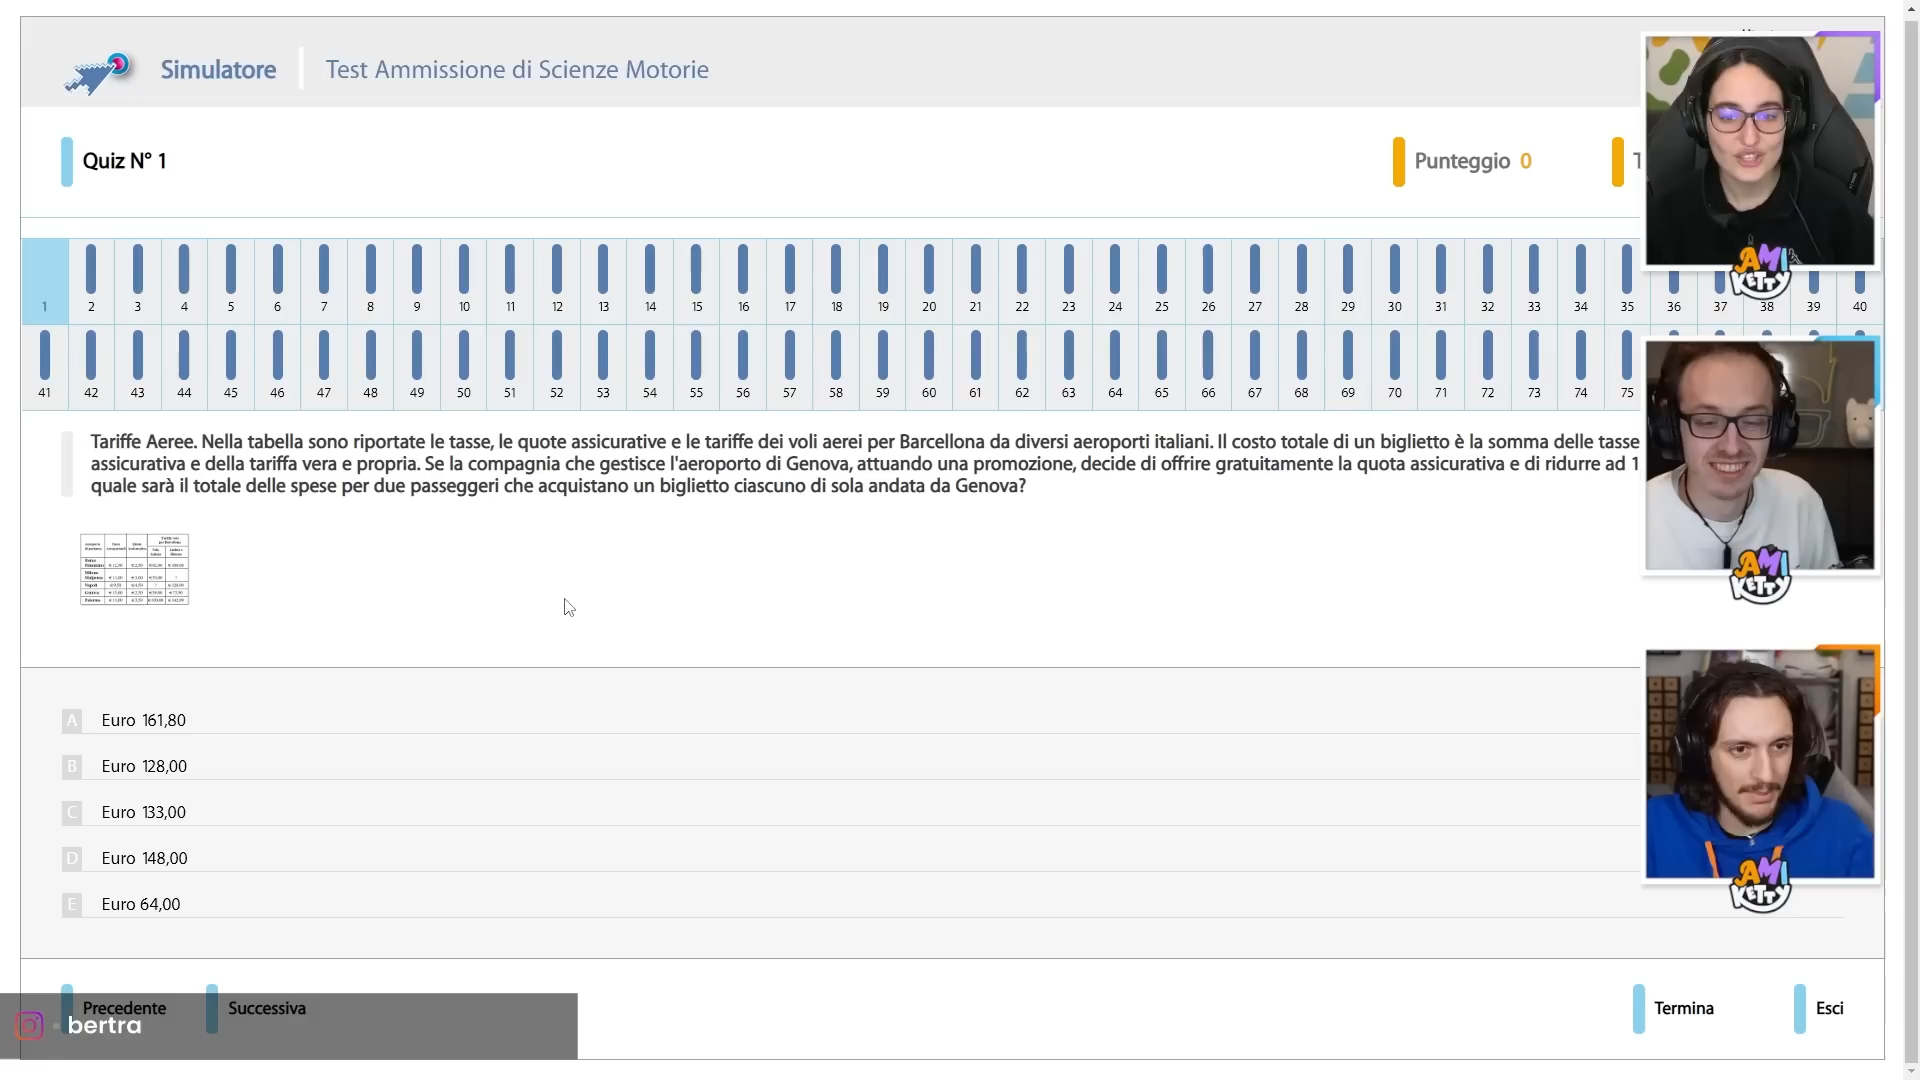 Simulatore
Test Ammissione di Scienze Motorie
Quiz N° 1
Punteggio 0
T
1 2 3 4 5 6 7 8 9 10 11 12 13 14 15 16 17 18 19 20 21 22 23 24 25 26 27 28 29 30 31 32 33 34 35 36 37 38 39 40
41 42 43 44 45 46 47 48 49 50 51 52 53 54 55 56 57 58 59 60 61 62 63 64 65 66 67 68 69 70 71 72 73 74 75
Tariffe Aeree. Nella tabella sono riportate le tasse, le quote assicurative e le tariffe dei voli aerei per Barcellona da diversi aeroporti italiani. Il costo totale di un biglietto è la somma delle tasse
assicurativa e della tariffa vera e propria. Se la compagnia che gestisce l'aeroporto di Genova, attuando una promozione, decide di offrire gratuitamente la quota assicurativa e di ridurre ad 1
quale sarà il totale delle spese per due passeggeri che acquistano un biglietto ciascuno di sola andata da Genova?
A Euro 161,80
B Euro 128,00
C Euro 133,00
D Euro 148,00
E Euro 64,00
Precedente
Successiva
bertra
Termina
Esci
AMI
KETTY
AMI
KETTY
AMI
KETTY